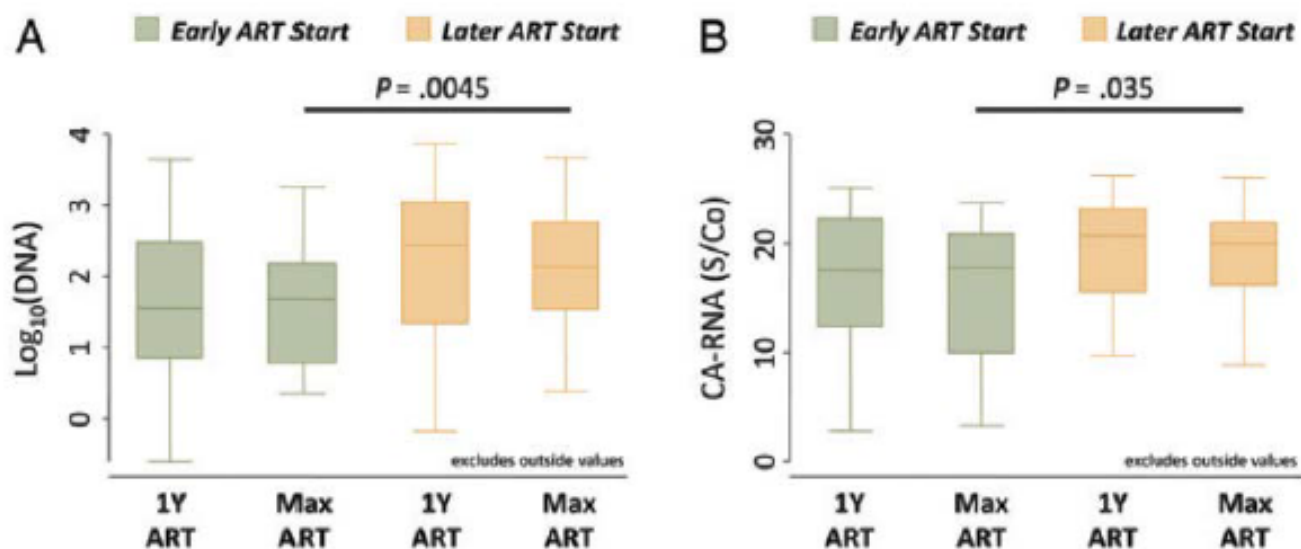 A Early ART Start Later ART Start
P = .0045
Log10(DNA)
4
3
2
1
0
excludes outside values
1Y ART
Max ART
1Y ART
Max ART
B Early ART Start Later ART Start
P = .035
CA-RNA (S/Co)
30
20
10
0
excludes outside values
1Y ART
Max ART
1Y ART
Max ART